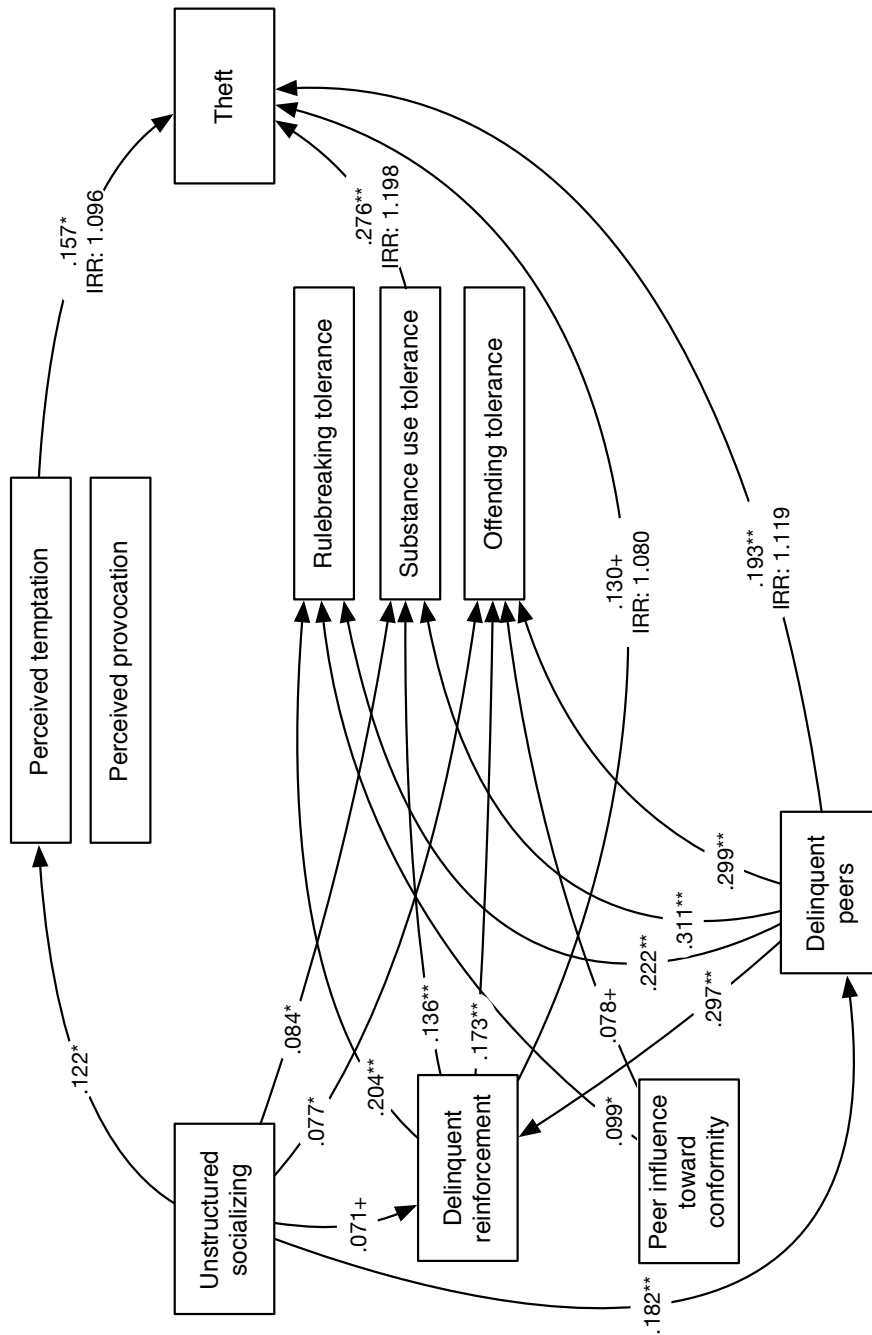 Perceived temptation
Perceived provocation
Theft
.157*
IRR: 1.096
.122*
Unstructured
socializing
Rulebreaking tolerance
Substance use tolerance
Offending tolerance
.276**
IRR: 1.198
.084*
.077*
.071+
.204**
.136**
.173**
.130+
IRR: 1.080
Delinquent
reinforcement
.099*
.078+
Peer influence
toward
conformity
.297**
.222**
.311**
.299**
.193**
IRR: 1.119
.182**
Delinquent
peers